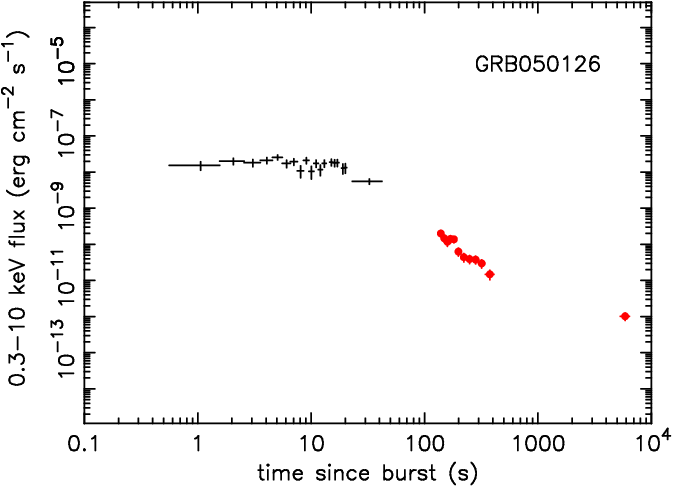 GRB050126
0.3−10 keV flux (erg cm⁻² s⁻¹)
10⁻⁵
10⁻⁷
10⁻⁹
10⁻¹¹
10⁻¹³
0.1 1 10 100 1000 10⁴
time since burst (s)